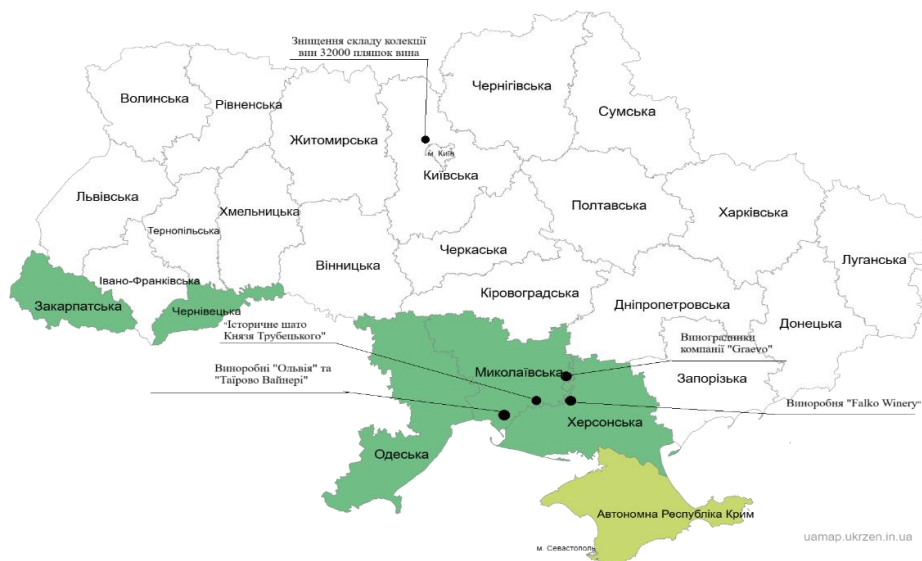 Знищення складу колекції
вин 32000 пляшок вина
Волинська
Рівненська
Житомирська
Чернігівська
Сумська
м. Київ
Київська
Львівська
Тернопільська
Хмельницька
Полтавська
Харківська
Вінницька
Черкаська
Луганська
Івано-Франківська
Закарпатська
Чернівецька
Кіровоградська
Дніпропетровська
Донецька
"Історичне шато
Князя Трубецького"
Виноградники
компанії "Graevo"
Виноробні "Ольвія" та
"Таїрово Вайнері"
Миколаївська
Запорізька
Виноробня "Falko Winery"
Херсонська
Одеська
Автономна Республіка Крим
м. Севастополь
uamap.ukrzen.in.ua